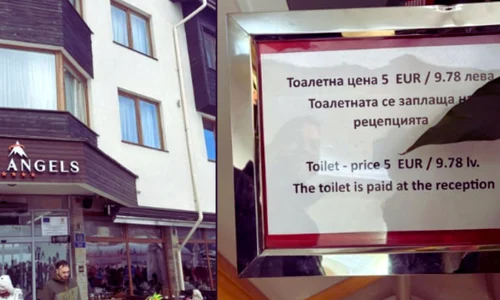 ANGELS
Тоалетна цена 5 EUR / 9.78 лева
Тоалетната се заплаща
рецепцията
Toilet - price 5 EUR / 9.78 lv.
The toilet is paid at the reception